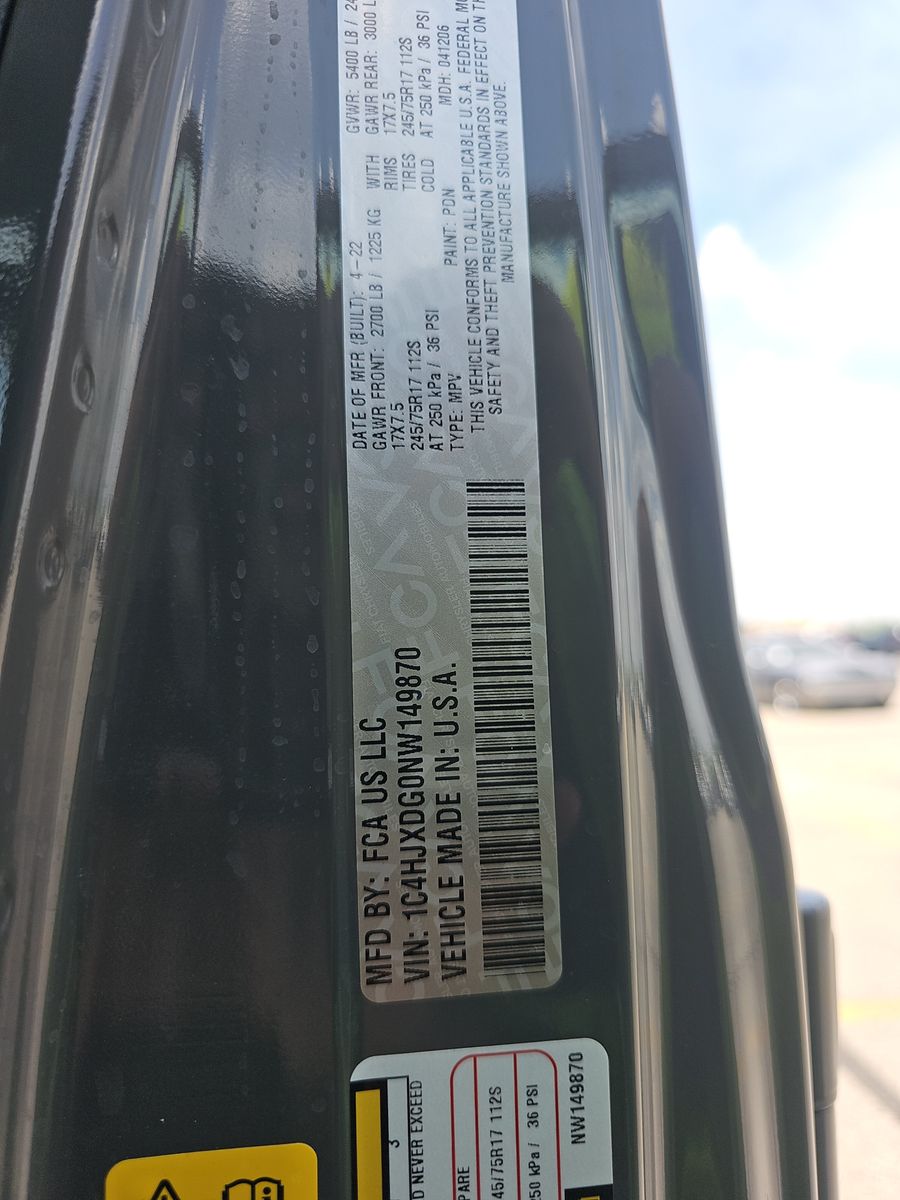 MFD BY: FCA US LLC
VIN: 1C4HJXDG0NW149870
VEHICLE MADE IN: U.S.A.
DATE OF MFR (BUILT): 4-22
GVWR: 5400 LB / 24
GAWR FRONT: 2700 LB / 1225 KG WITH
GAWR REAR: 3000 L
17X7.5 RIMS 17X7.5
245/75R17 112S TIRES 245/75R17 112S
AT 250 kPa / 36 PSI COLD AT 250 kPa / 36 PSI
TYPE: MPV PAINT: PDN MDH: 041206
THIS VEHICLE CONFORMS TO ALL APPLICABLE U.S.A. FEDERAL MO
SAFETY AND THEFT PREVENTION STANDARDS IN EFFECT ON TH
MANUFACTURE SHOWN ABOVE.
3
D NEVER EXCEED
PARE
45/75R17 112S
250 kPa / 36 PSI
NW149870